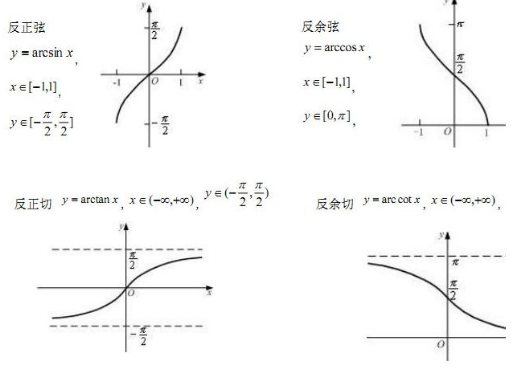 反正弦
y = arcsin x ,
x∈[-1,1] ,
y∈[-π/2, π/2]
y
π/2
-1
O
1
x
-π/2
反余弦
y = arccos x ,
x∈[-1,1] ,
y∈[0,π] ,
y
π
π/2
-1
O
1
反正切 y = arctan x , x∈(-∞,+∞) , y∈(-π/2, π/2)
y
π/2
O
x
-π/2
反余切 y = arc cot x , x∈(-∞,+∞) ,
y
π
π/2
O